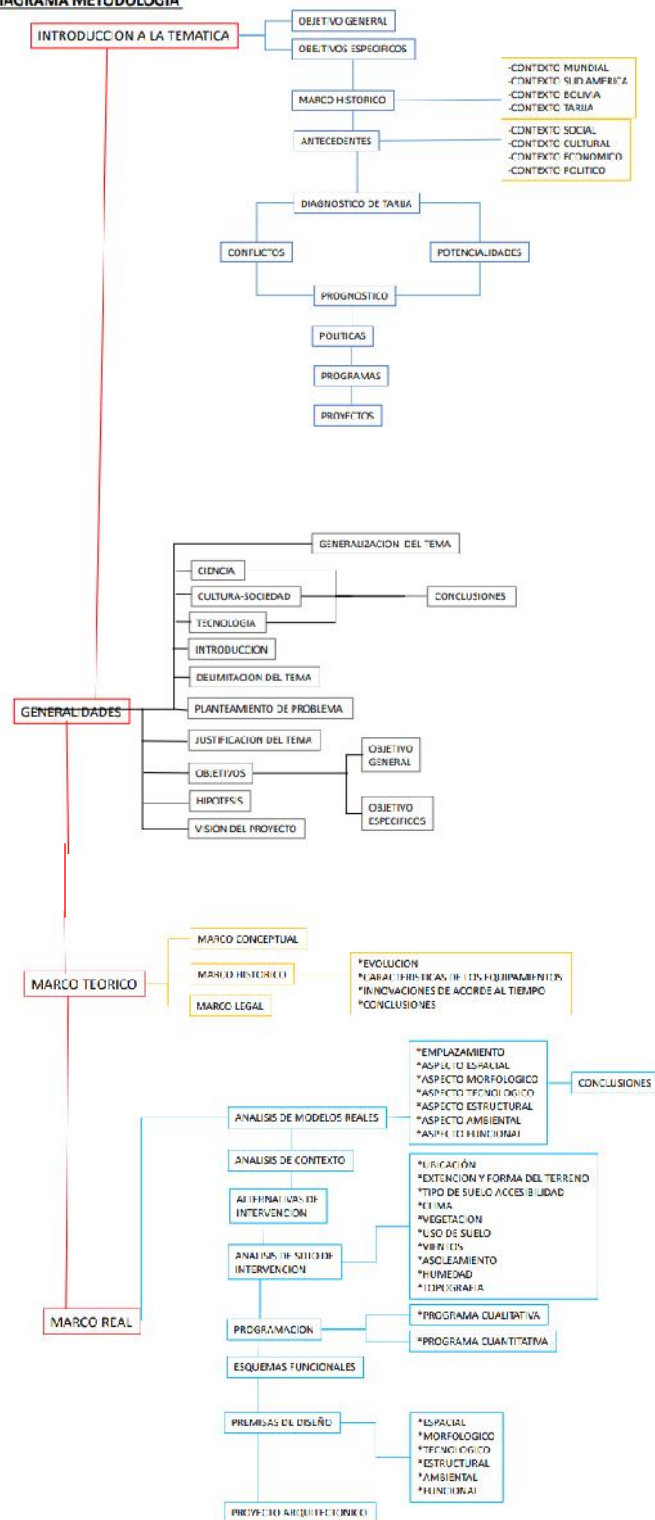 DIAGRAMA METODOLOGIA
INTRODUCCION A LA TEMATICA
OBJETIVO GENERAL
OBJETIVOS ESPECIFICOS
MARCO HISTORICO
-CONTEXTO MUNDIAL
-CONTEXTO SUDAMERICA
-CONTEXTO BOLIVIA
-CONTEXTO TARIJA
ANTECEDENTES
-CONTEXTO SOCIAL
-CONTEXTO CULTURAL
-CONTEXTO ECONOMICO
-CONTEXTO POLITICO
DIAGNOSTICO DE TARIJA
CONFLICTOS
POTENCIALIDADES
PROGNOSTICO
POLITICAS
PROGRAMAS
PROYECTOS
GENERALIDADES
GENERALIZACION DEL TEMA
CIENCIA
CULTURA-SOCIEDAD
TECNOLOGIA
CONCLUSIONES
INTRODUCCION
DELIMITACION DEL TEMA
PLANTEAMIENTO DE PROBLEMA
JUSTIFICACION DEL TEMA
OBJETIVOS
OBJETIVO
GENERAL
OBJETIVO
ESPECIFICOS
HIPOTESIS
VISION DEL PROYECTO
MARCO TEORICO
MARCO CONCEPTUAL
MARCO HISTORICO
*EVOLUCION
*CARACTERISTICAS DE LOS EQUIPAMIENTOS
*INNOVACIONES DE ACORDE AL TIEMPO
*CONCLUSIONES
MARCO LEGAL
MARCO REAL
ANALISIS DE MODELOS REALES
*EMPLAZAMIENTO
*ASPECTO ESPACIAL
*ASPECTO MORFOLOGICO
*ASPECTO TECNOLOGICO
*ASPECTO ESTRUCTURAL
*ASPECTO AMBIENTAL
*ASPECTO FUNCIONAL
CONCLUSIONES
ANALISIS DE CONTEXTO
ALTERNATIVAS DE
INTERVENCION
ANALISIS DE SITIO DE
INTERVENCION
*UBICACIÓN
*EXTENCION Y FORMA DEL TERRENO
*TIPO DE SUELO ACCESIBILIDAD
*CLIMA
*VEGETACION
*USO DE SUELO
*VIENTOS
*ASOLEAMIENTO
*HUMEDAD
*TOPOGRAFIA
PROGRAMACION
*PROGRAMA CUALITATIVA
*PROGRAMA CUANTITATIVA
ESQUEMAS FUNCIONALES
PREMISAS DE DISEÑO
*ESPACIAL
*MORFOLOGICO
*TECNOLOGICO
*ESTRUCTURAL
*AMBIENTAL
*FUNCIONAL
PROYECTO ARQUITECTONICO